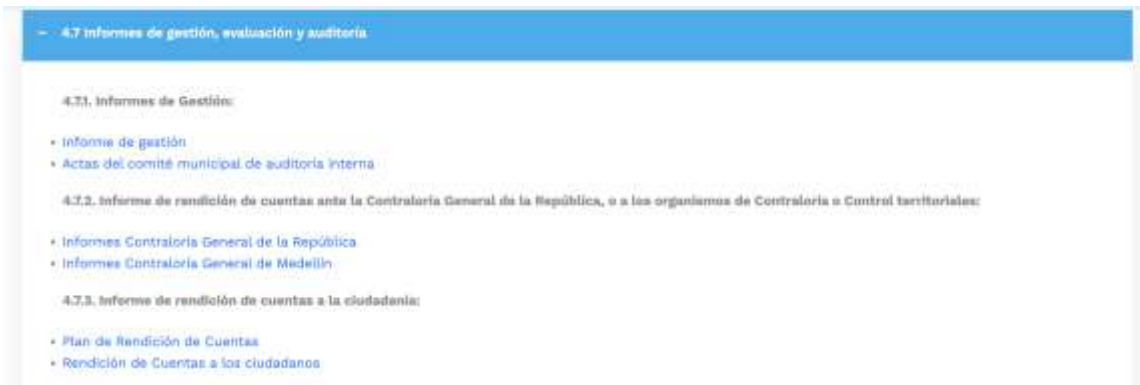 - 4.7 Informes de gestión, evaluación y auditoría
4.7.1. Informes de Gestión:
• Informe de gestión
• Actas del comité municipal de auditoría interna
4.7.2. Informe de rendición de cuentas ante la Contraloría General de la República, o a los organismos de Contraloría o Control territoriales:
• Informes Contraloría General de la República
• Informes Contraloría General de Medellín
4.7.3. Informe de rendición de cuentas a la ciudadanía:
• Plan de Rendición de Cuentas
• Rendición de Cuentas a los ciudadanos